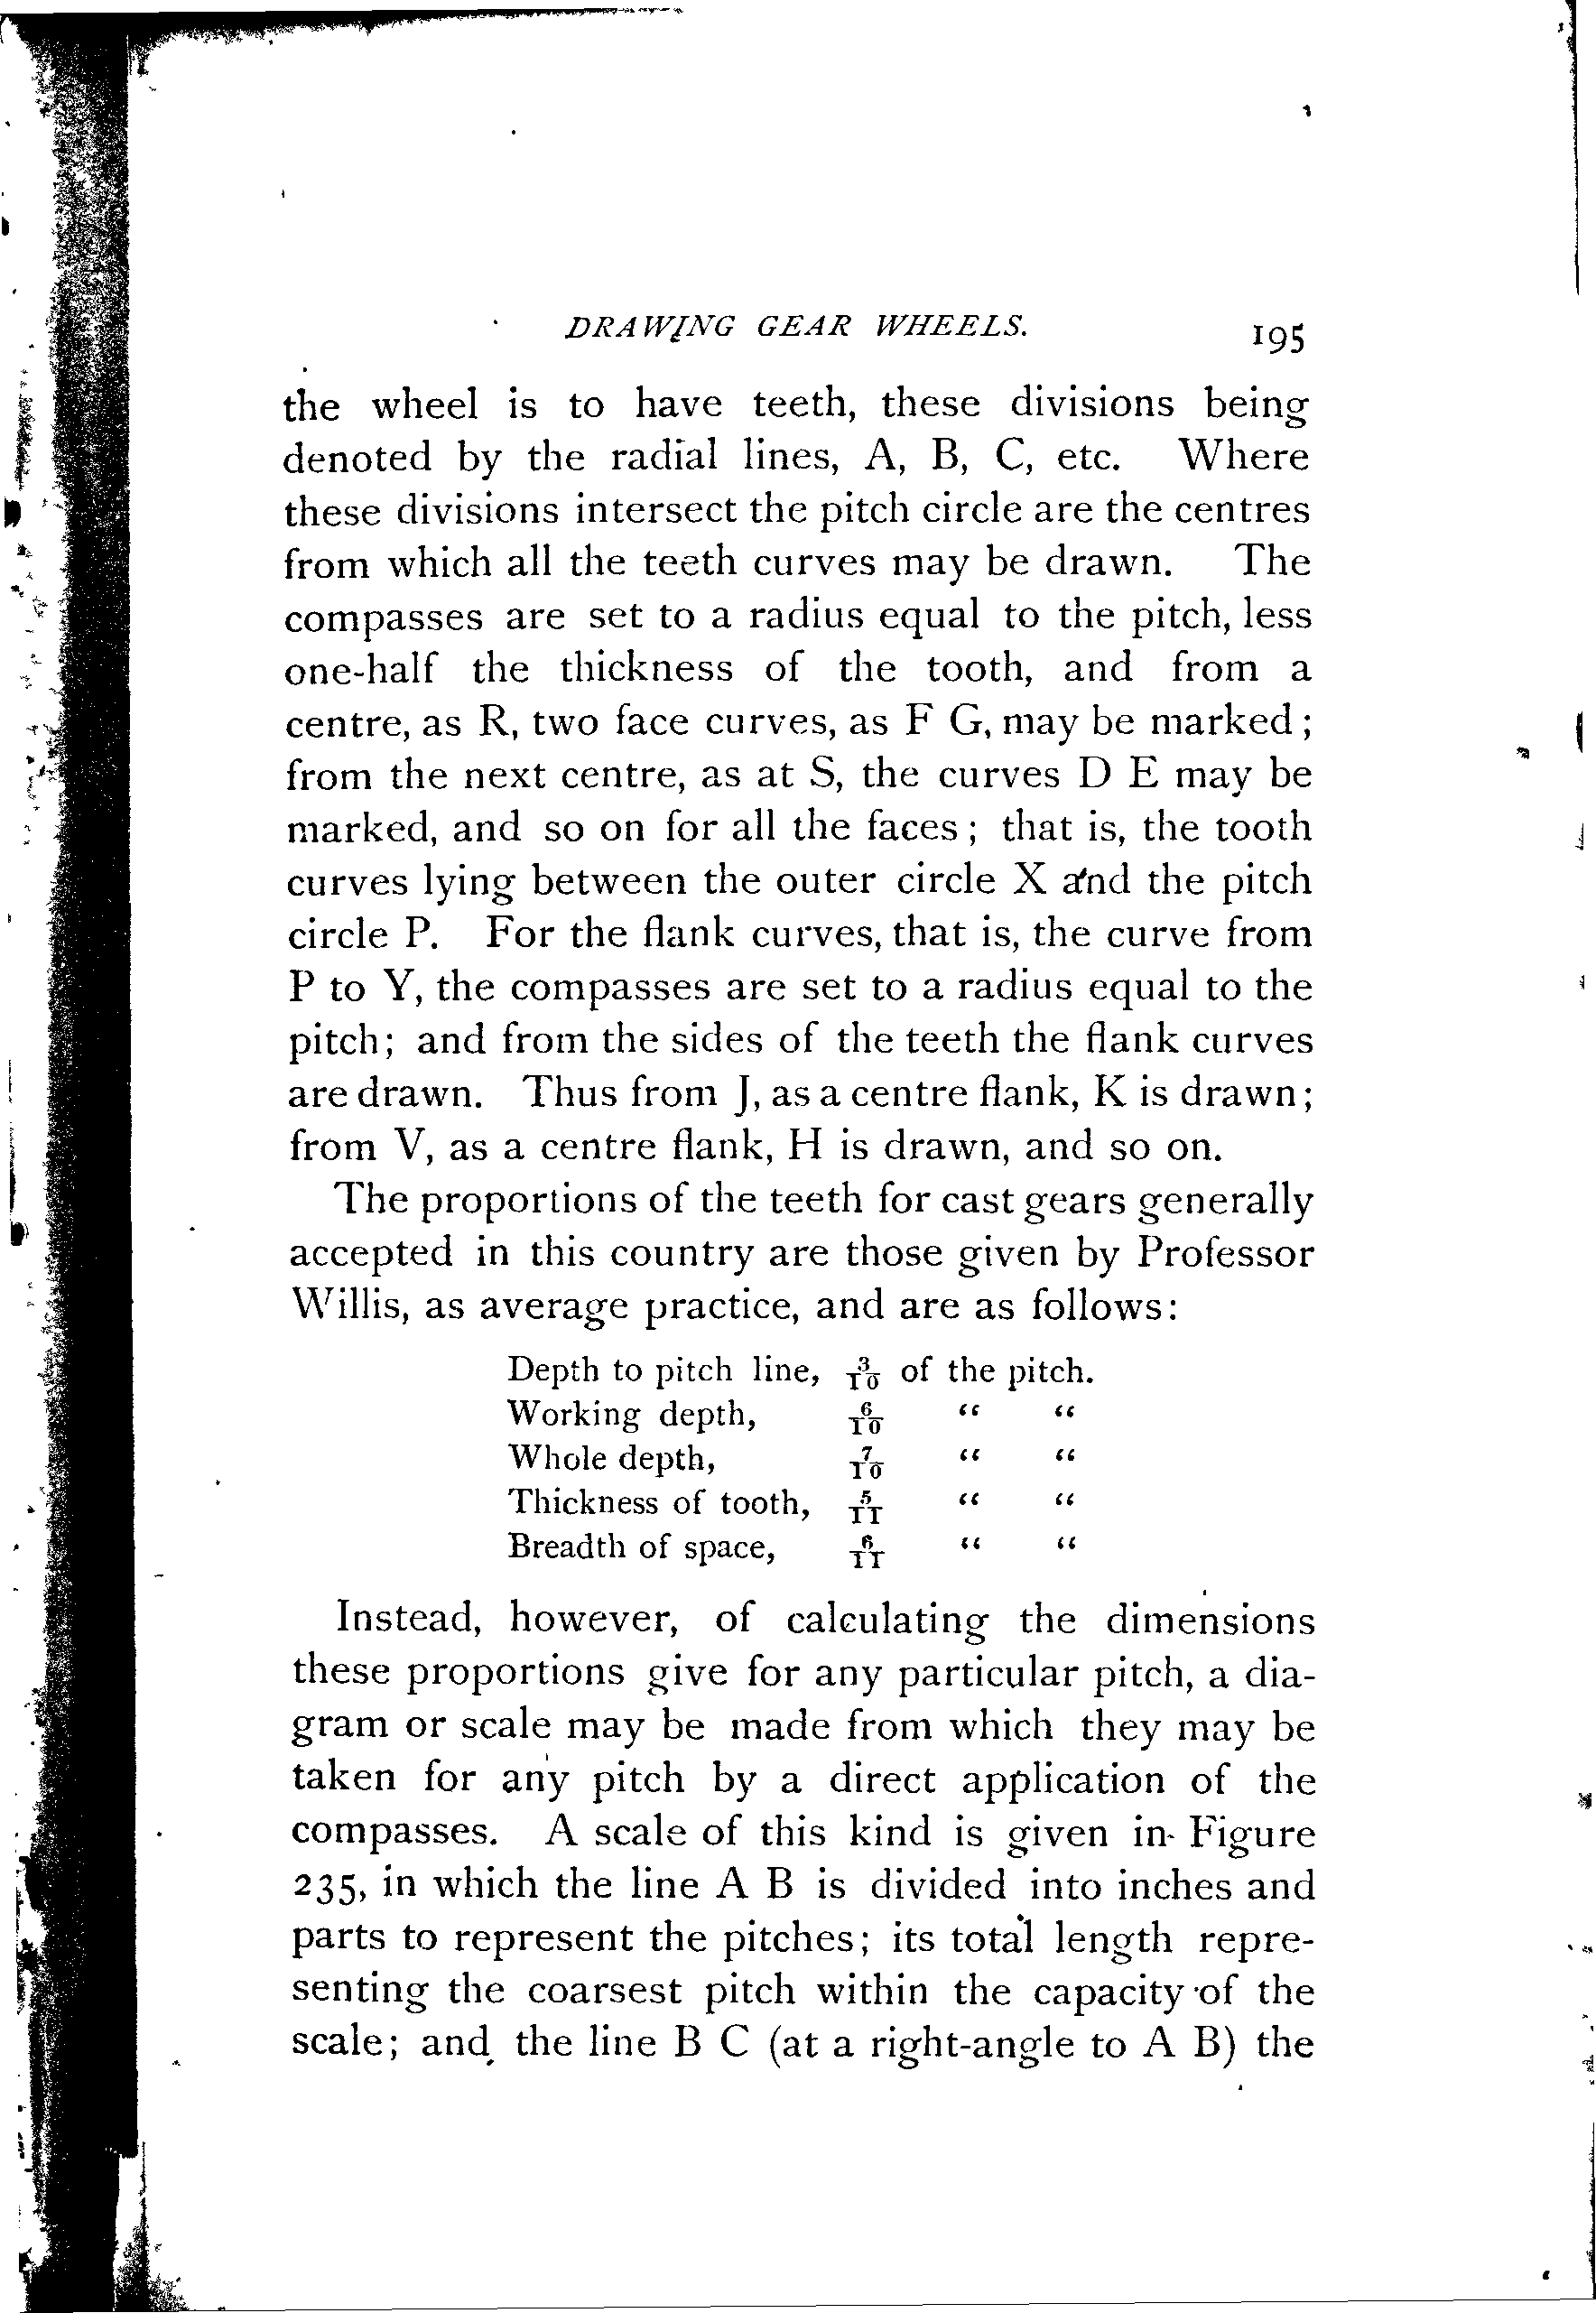 DRAWING GEAR WHEELS. 195
the wheel is to have teeth, these divisions being
denoted by the radial lines, A, B, C, etc. Where
these divisions intersect the pitch circle are the centres
from which all the teeth curves may be drawn. The
compasses are set to a radius equal to the pitch, less
one-half the thickness of the tooth, and from a
centre, as R, two face curves, as F G, may be marked;
from the next centre, as at S, the curves D E may be
marked, and so on for all the faces; that is, the tooth
curves lying between the outer circle X and the pitch
circle P. For the flank curves, that is, the curve from
P to Y, the compasses are set to a radius equal to the
pitch; and from the sides of the teeth the flank curves
are drawn. Thus from J, as a centre flank, K is drawn;
from V, as a centre flank, H is drawn, and so on.
The proportions of the teeth for cast gears generally
accepted in this country are those given by Professor
Willis, as average practice, and are as follows:
Depth to pitch line, 3/10 of the pitch.
Working depth, 6/10 “ “
Whole depth, 7/10 “ “
Thickness of tooth, 5/11 “ “
Breadth of space, 6/11 “ “
Instead, however, of calculating the dimensions
these proportions give for any particular pitch, a dia-
gram or scale may be made from which they may be
taken for any pitch by a direct application of the
compasses. A scale of this kind is given in Figure
235, in which the line A B is divided into inches and
parts to represent the pitches; its total length repre-
senting the coarsest pitch within the capacity of the
scale; and the line B C (at a right-angle to A B) the